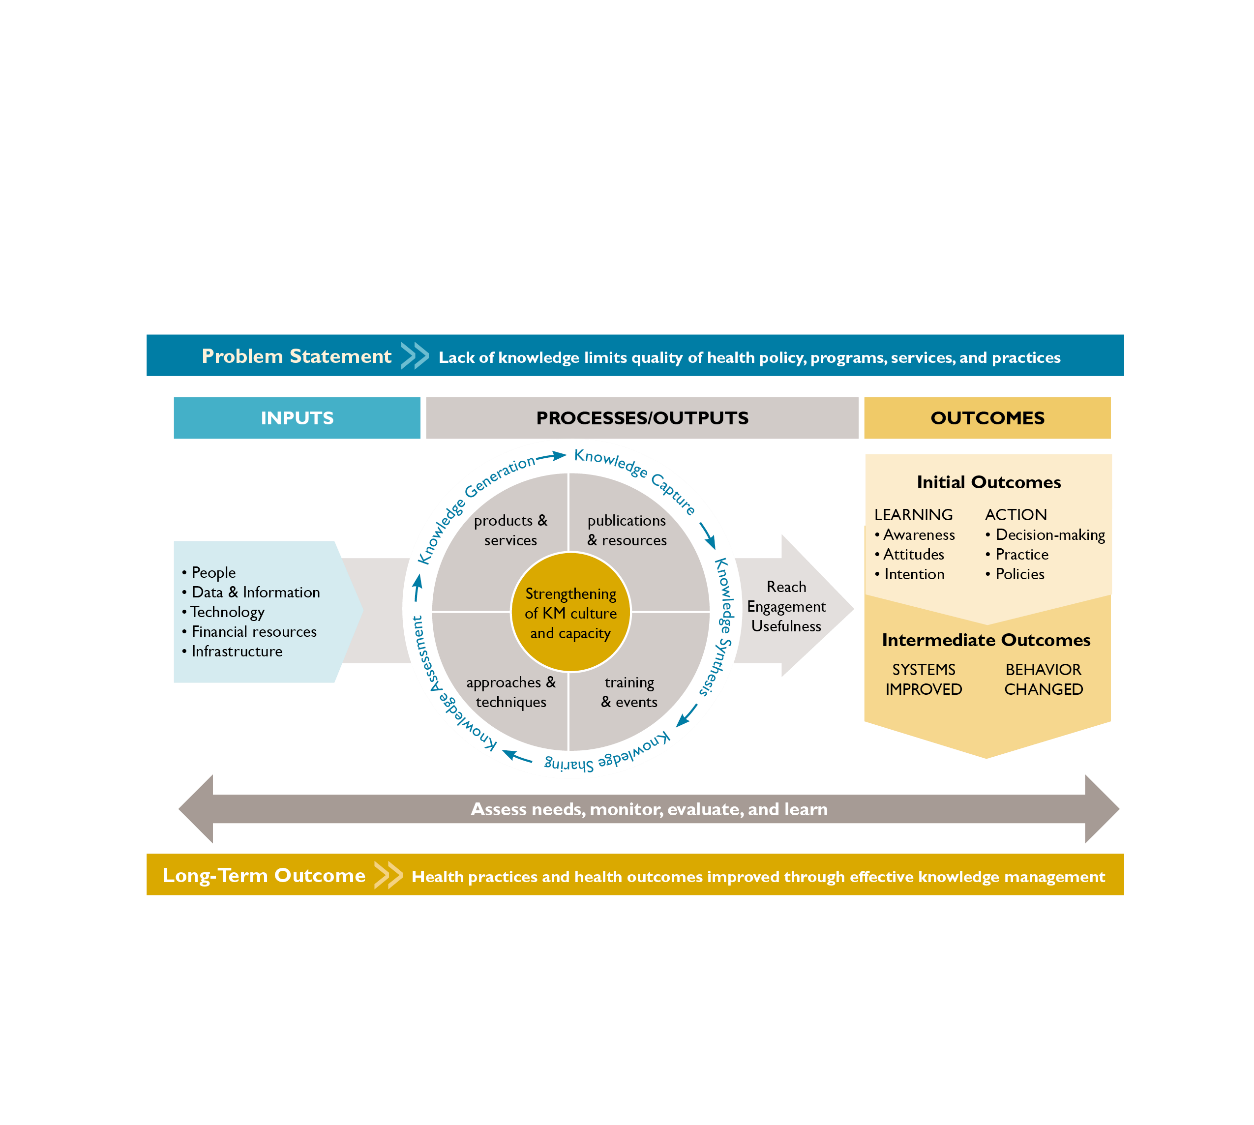 Problem Statement
Lack of knowledge limits quality of health policy, programs, services, and practices
INPUTS
PROCESSES/OUTPUTS
OUTCOMES
• People
• Data & Information
• Technology
• Financial resources
• Infrastructure
Knowledge Generation
Knowledge Capture
Knowledge Synthesis
Knowledge Sharing
Knowledge Assessment
products &
services
publications
& resources
Strengthening
of KM culture
and capacity
approaches &
techniques
training
& events
Reach
Engagement
Usefulness
Initial Outcomes
LEARNING
• Awareness
• Attitudes
• Intention
ACTION
• Decision-making
• Practice
• Policies
Intermediate Outcomes
SYSTEMS
IMPROVED
BEHAVIOR
CHANGED
Assess needs, monitor, evaluate, and learn
Long-Term Outcome
Health practices and health outcomes improved through effective knowledge management